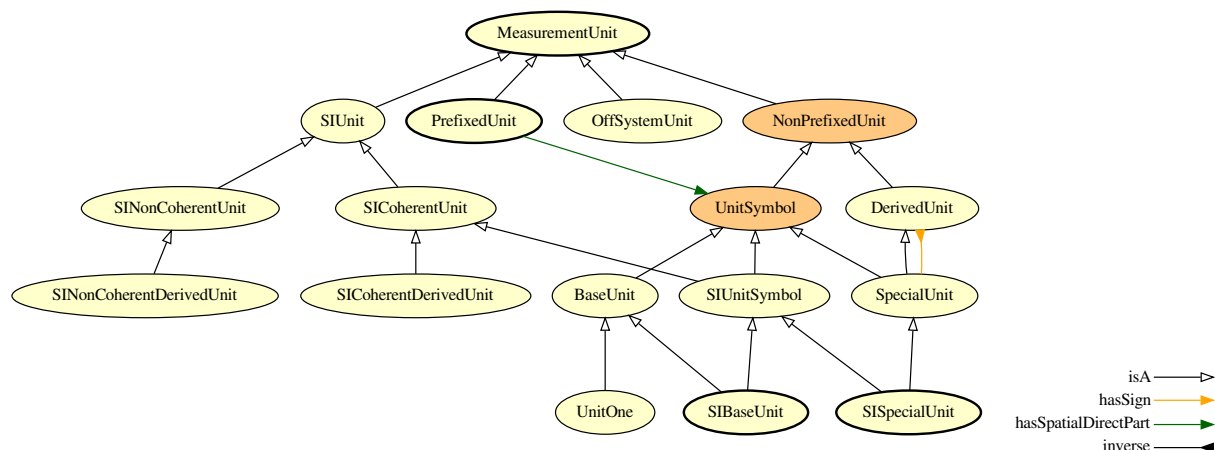 MeasurementUnit
SIUnit
PrefixedUnit
OffSystemUnit
NonPrefixedUnit
SINonCoherentUnit
SICoherentUnit
UnitSymbol
DerivedUnit
SINonCoherentDerivedUnit
SICoherentDerivedUnit
BaseUnit
SIUnitSymbol
SpecialUnit
UnitOne
SIBaseUnit
SISpecialUnit
isA
hasSign
hasSpatialDirectPart
inverse